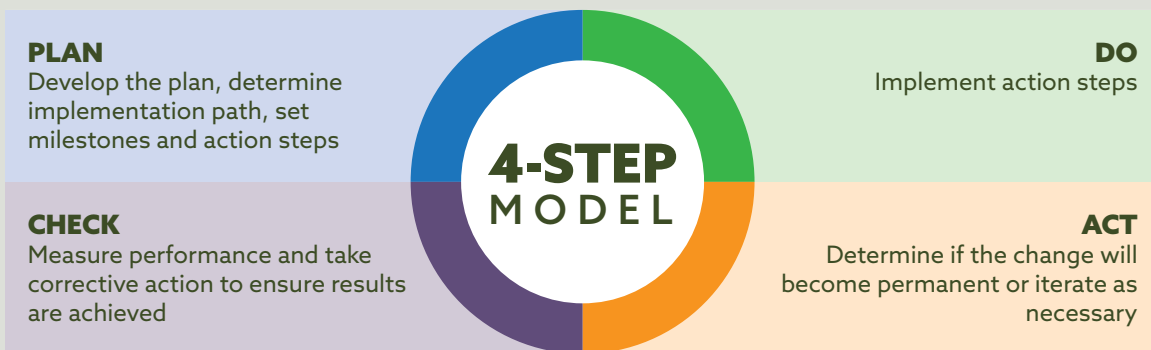 PLAN
Develop the plan, determine
implementation path, set
milestones and action steps
DO
Implement action steps
4-STEP
MODEL
CHECK
Measure performance and take
corrective action to ensure results
are achieved
ACT
Determine if the change will
become permanent or iterate as
necessary